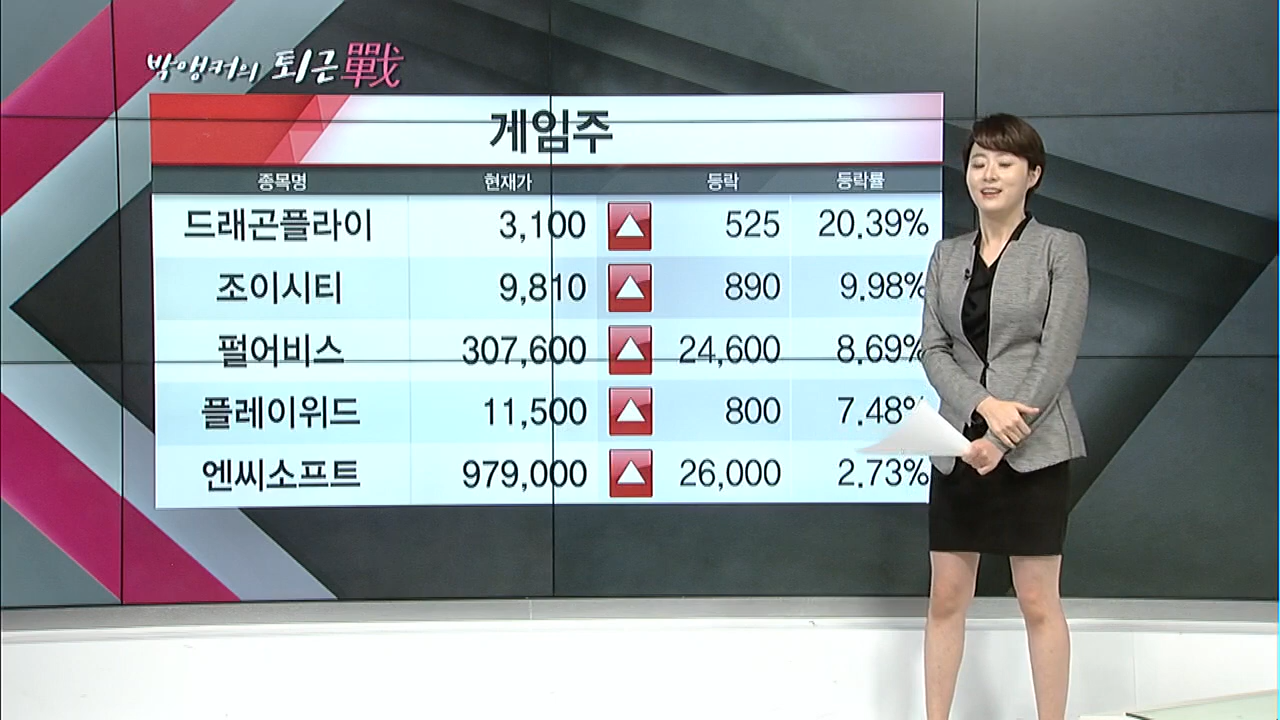 박앵커의 퇴근戰
게임주
종목명 현재가 등락 등락률
드래곤플라이 3,100 525 20.39%
조이시티 9,810 890 9.98%
펄어비스 307,600 24,600 8.69%
플레이위드 11,500 800 7.48%
엔씨소프트 979,000 26,000 2.73%